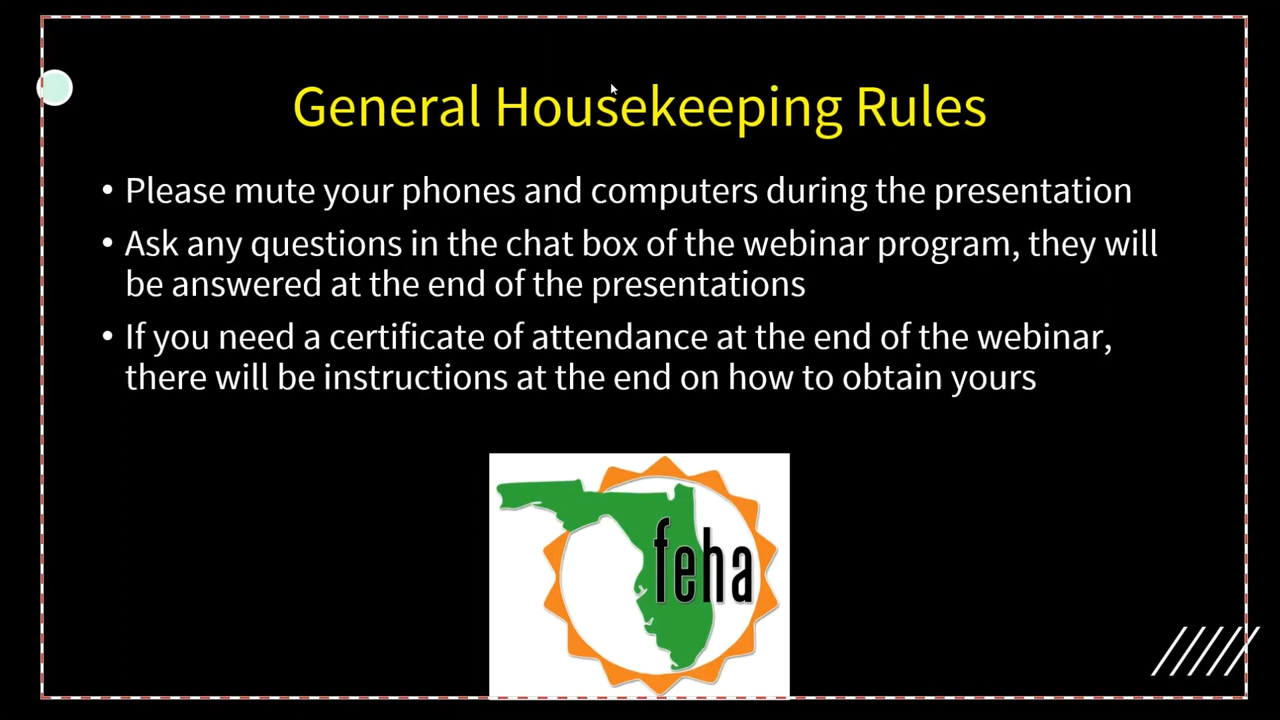 General Housekeeping Rules
• Please mute your phones and computers during the presentation
• Ask any questions in the chat box of the webinar program, they will
be answered at the end of the presentations
• If you need a certificate of attendance at the end of the webinar,
there will be instructions at the end on how to obtain yours
feha